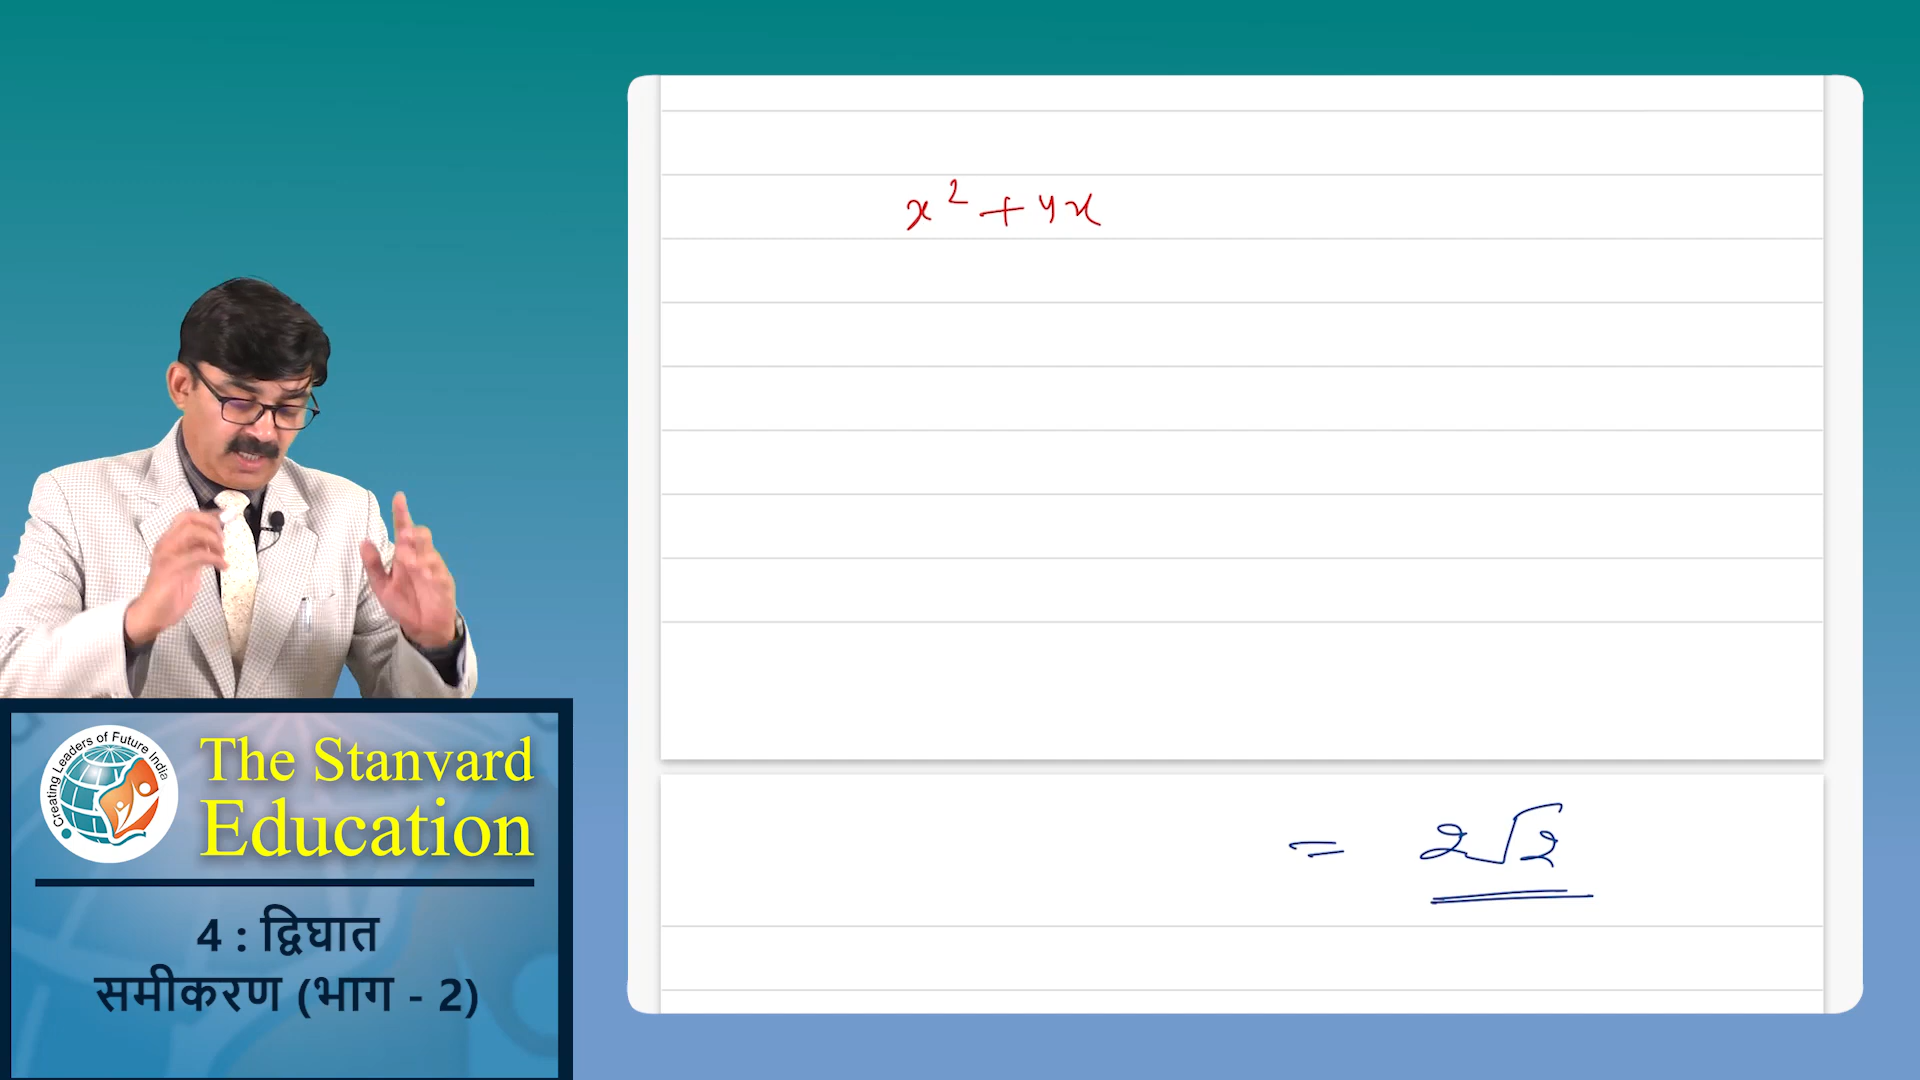 x² + 4x
= 2√2
Creating Leaders of Future India
The Stanvard
Education
4 : द्विघात
समीकरण (भाग - 2)